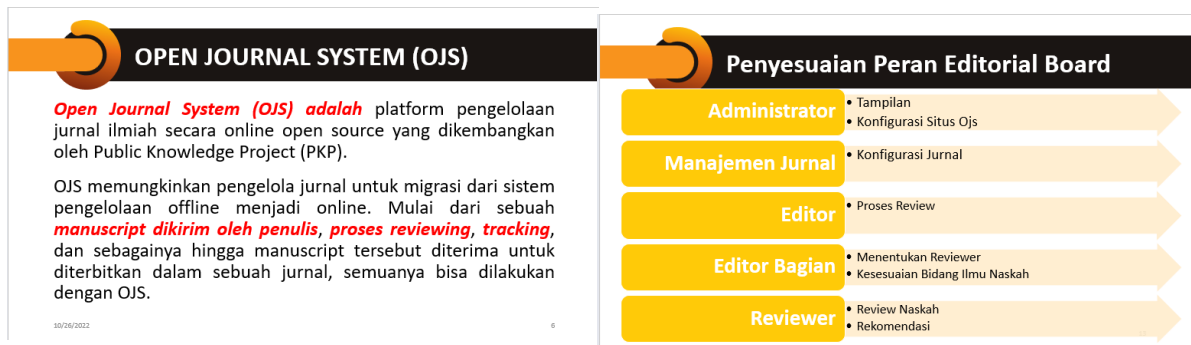 OPEN JOURNAL SYSTEM (OJS)
Open Journal System (OJS) adalah platform pengelolaan
jurnal ilmiah secara online open source yang dikembangkan
oleh Public Knowledge Project (PKP).
OJS memungkinkan pengelola jurnal untuk migrasi dari sistem
pengelolaan offline menjadi online. Mulai dari sebuah
manuscript dikirim oleh penulis, proses reviewing, tracking,
dan sebagainya hingga manuscript tersebut diterima untuk
diterbitkan dalam sebuah jurnal, semuanya bisa dilakukan
dengan OJS.
10/26/2022
6
Penyesuaian Peran Editorial Board
Administrator
• Tampilan
• Konfigurasi Situs Ojs
Manajemen Jurnal
• Konfigurasi Jurnal
Editor
• Proses Review
Editor Bagian
• Menentukan Reviewer
• Kesesuaian Bidang Ilmu Naskah
Reviewer
• Review Naskah
• Rekomendasi